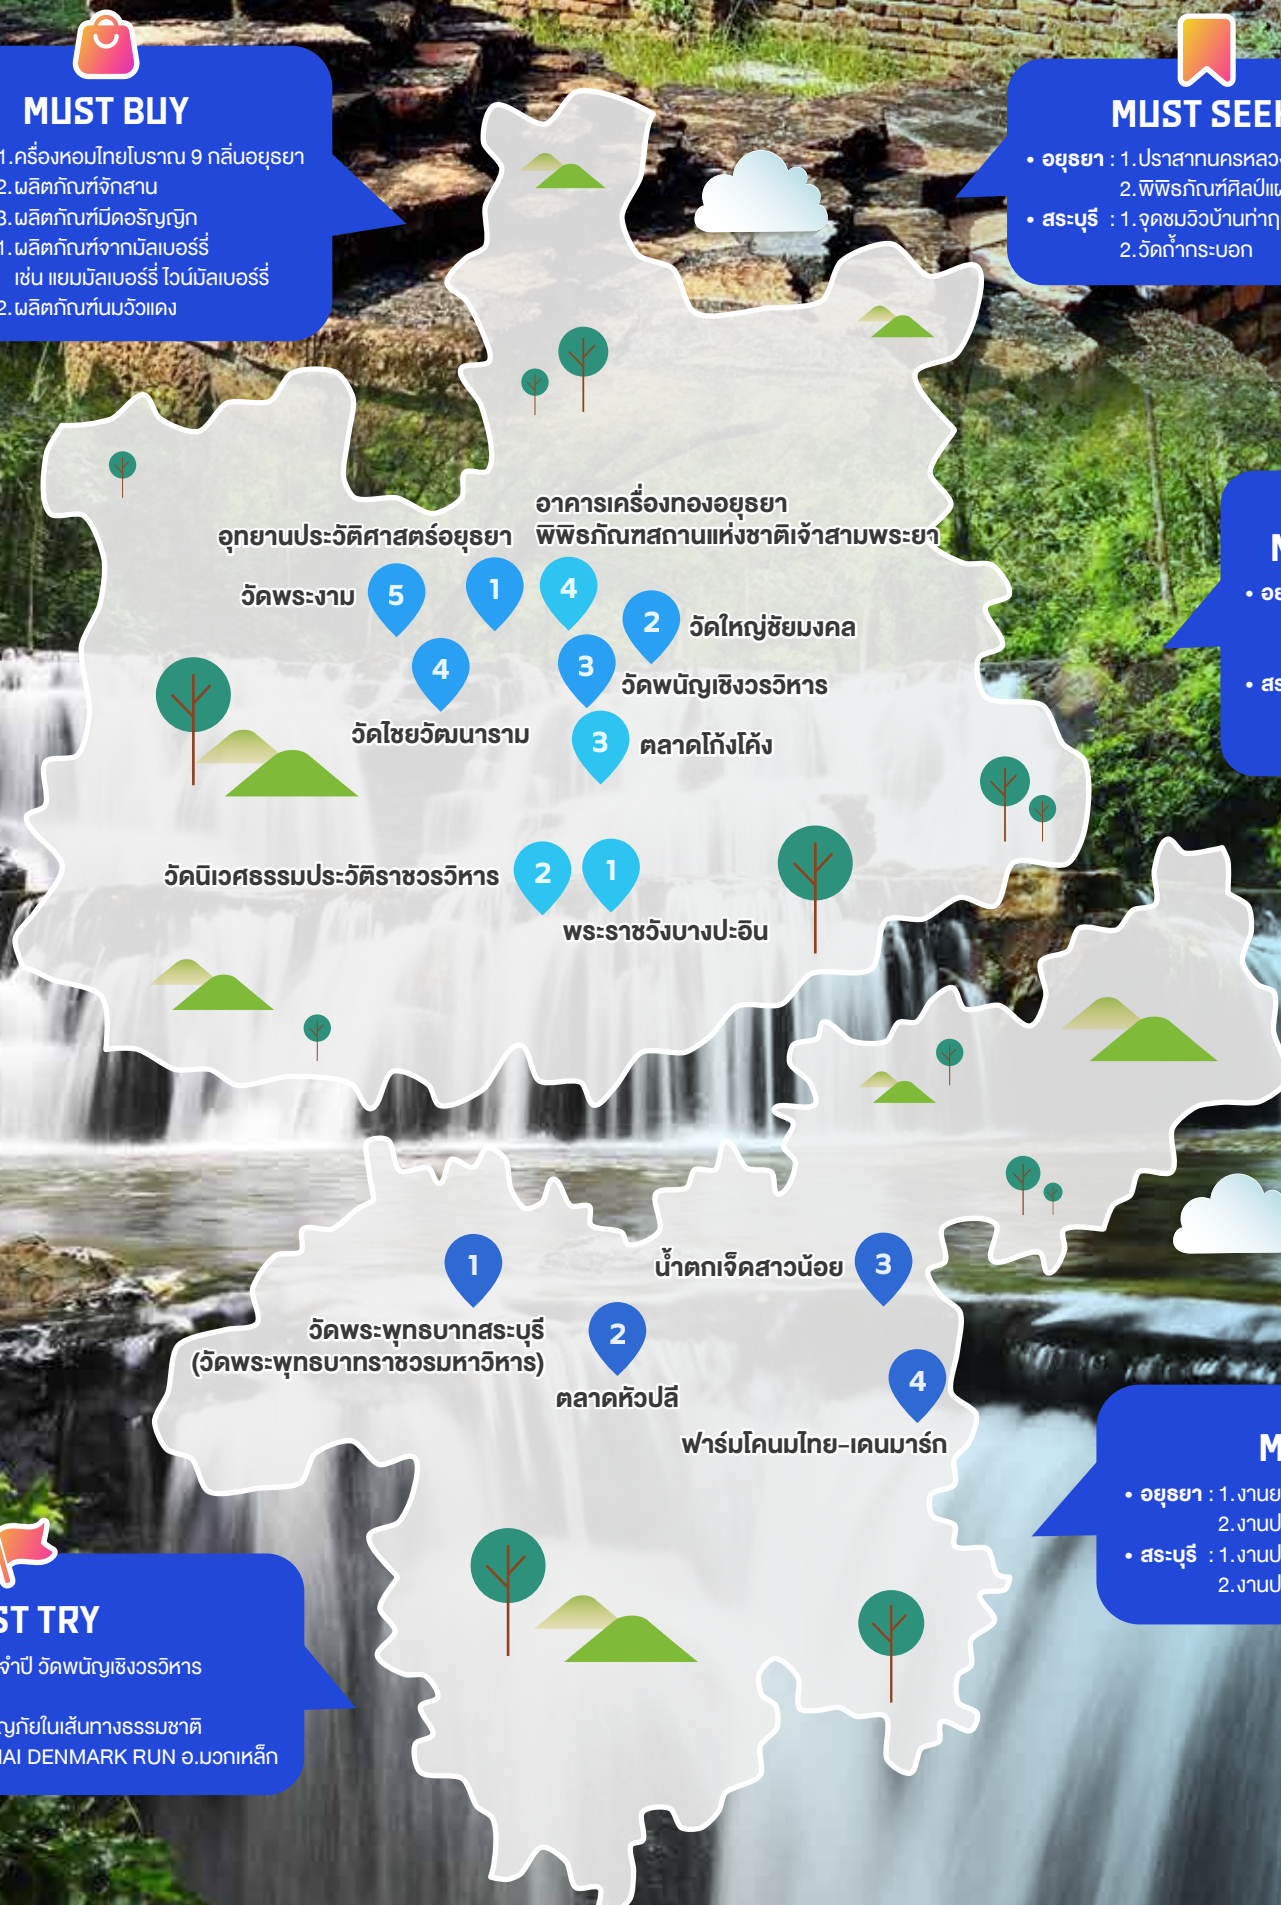 MUST BUY
1.เครื่องหอมไทยโบราณ 9 กลิ่นอยุธยา
2.ผลิตภัณฑ์จักสาน
3.ผลิตภัณฑ์มีดอรัญญิก
1.ผลิตภัณฑ์จากมัลเบอร์รี่
เช่น แยมมัลเบอร์รี่ ไวน์มัลเบอร์รี่
2.ผลิตภัณฑ์นมวัวแดง
MUST SEE
• อยุธยา : 1.ปราสาทนครหลวง
2.พิพิธภัณฑ์ศิลป์แผ
• สระบุรี : 1.จุดชมวิวบ้านท่าฤ
2.วัดถ้ำกระบอก
• อย
• สร
อาคารเครื่องทองอยุธยา
พิพิธภัณฑสถานแห่งชาติเจ้าสามพระยา
อุทยานประวัติศาสตร์อยุธยา
วัดพระงาม 5 1 4
2 วัดใหญ่ชัยมงคล
4 3 วัดพนัญเชิงวรวิหาร
วัดไชยวัฒนาราม
3 ตลาดโก้งโค้ง
วัดนิเวศธรรมประวัติราชวรวิหาร 2 1
พระราชวังบางปะอิน
1
น้ำตกเจ็ดสาวน้อย 3
วัดพระพุทธบาทสระบุรี
(วัดพระพุทธบาทราชวรมหาวิหาร)
2
ตลาดหัวปลี
4
ฟาร์มโคนมไทย-เดนมาร์ก
M
• อยุธยา : 1.งานย
2.งานป
• สระบุรี : 1.งานป
2.งานป
ST TRY
จำปี วัดพนัญเชิงวรวิหาร
ญภัยในเส้นทางธรรมชาติ
HAI DENMARK RUN อ.มวกเหล็ก